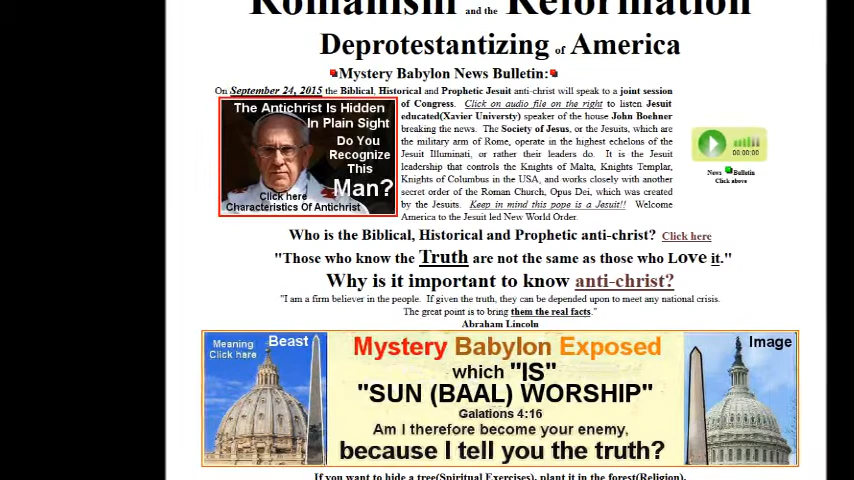 Romanism and the Reformation
Deprotestantizing of America
Mystery Babylon News Bulletin:
On September 24, 2015 the Biblical, Historical and Prophetic Jesuit anti-christ will speak to a joint session
of Congress. Click on audio file on the right to listen Jesuit
educated(Xavier Universty) speaker of the house John Boehner
breaking the news. The Society of Jesus, or the Jesuits, which are
the military arm of Rome, operate in the highest echelons of the
Jesuit Illuminati, or rather their leaders do. It is the Jesuit
leadership that controls the Knights of Malta, Knights Templar,
Knights of Columbus in the USA, and works closely with another
secret order of the Roman Church, Opus Dei, which was created
by the Jesuits. Keep in mind this pope is a Jesuit!! Welcome
America to the Jesuit led New World Order.
The Antichrist Is Hidden
In Plain Sight
Do You
Recognize
This
Man?
Click here
Characteristics Of Antichrist
00:00:00
News Bulletin
Click above
Who is the Biblical, Historical and Prophetic anti-christ? Click here
"Those who know the Truth are not the same as those who Love it."
Why is it important to know anti-christ?
"I am a firm believer in the people. If given the truth, they can be depended upon to meet any national crisis.
The great point is to bring them the real facts."
Abraham Lincoln
Meaning
Click here
Beast
Mystery Babylon Exposed
which "IS"
"SUN (BAAL) WORSHIP"
Galations 4:16
Am I therefore become your enemy,
because I tell you the truth?
Image
If you want to hide a tree(Spiritual Exercises), plant it in the forest(Religion).